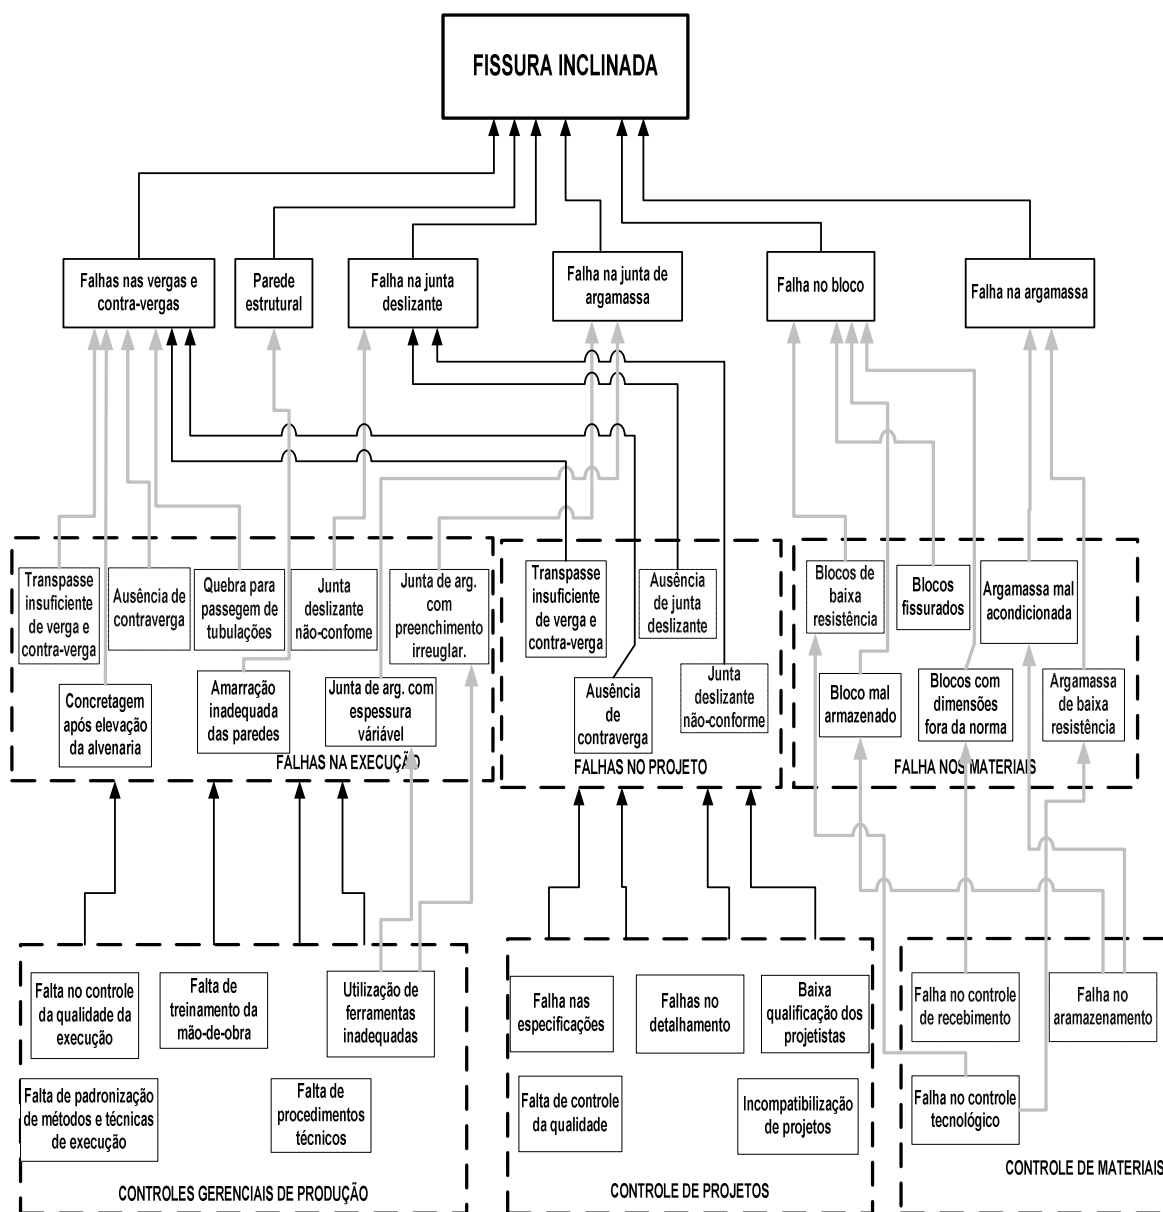 FISSURA INCLINADA
Falhas nas vergas e
contra-vergas
Parede
estrutural
Falha na junta
deslizante
Falha na junta de
argamassa
Falha no bloco
Falha na argamassa
Transpasse
insuficiente
de verga e
contra-verga
Ausência de
contraverga
Quebra para
passegem de
tubulações
Junta
deslizante
não-confome
Junta de arg.
com
preenchimento
irreuglar.
Concretagem
após elevação
da alvenaria
Amarração
inadequada
das paredes
Junta de arg. com
espessura
váriável
FALHAS NA EXECUÇÃO
Transpasse
insuficiente
de verga e
contra-verga
Ausência
de junta
deslizante
Ausência
de
contraverga
Junta
deslizante
não-conforme
FALHAS NO PROJETO
Blocos de
baixa
resistência
Blocos
fissurados
Argamassa mal
acondicionada
Bloco mal
armazenado
Blocos com
dimensões
fora da norma
Argamassa
de baixa
resistência
FALHA NOS MATERIAIS
Falta no controle
da qualidade da
execução
Falta de
treinamento da
mão-de-obra
Utilização de
ferramentas
inadequadas
Falta de padronização
de métodos e técnicas
de execução
Falta de
procedimentos
técnicos
CONTROLES GERENCIAIS DE PRODUÇÃO
Falha nas
especificações
Falhas no
detalhamento
Baixa
qualificação dos
projetistas
Falta de controle
da qualidade
Incompatibilização
de projetos
CONTROLE DE PROJETOS
Falha no controle
de recebimento
Falha no
aramazenamento
Falha no controle
tecnológico
CONTROLE DE MATERIAIS